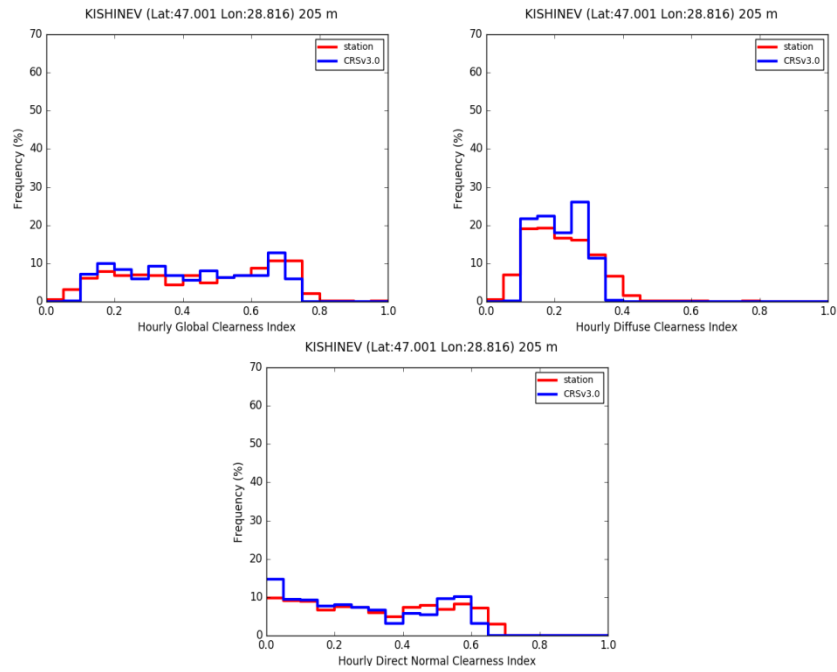 KISHINEV (Lat:47.001 Lon:28.816) 205 m
70
60
50
40
30
20
10
0
Frequency (%)
station
CRSv3.0
0.0 0.2 0.4 0.6 0.8 1.0
Hourly Global Clearness Index
KISHINEV (Lat:47.001 Lon:28.816) 205 m
70
60
50
40
30
20
10
0
Frequency (%)
station
CRSv3.0
0.0 0.2 0.4 0.6 0.8 1.0
Hourly Diffuse Clearness Index
KISHINEV (Lat:47.001 Lon:28.816) 205 m
70
60
50
40
30
20
10
0
Frequency (%)
station
CRSv3.0
0.0 0.2 0.4 0.6 0.8 1.0
Hourly Direct Normal Clearness Index